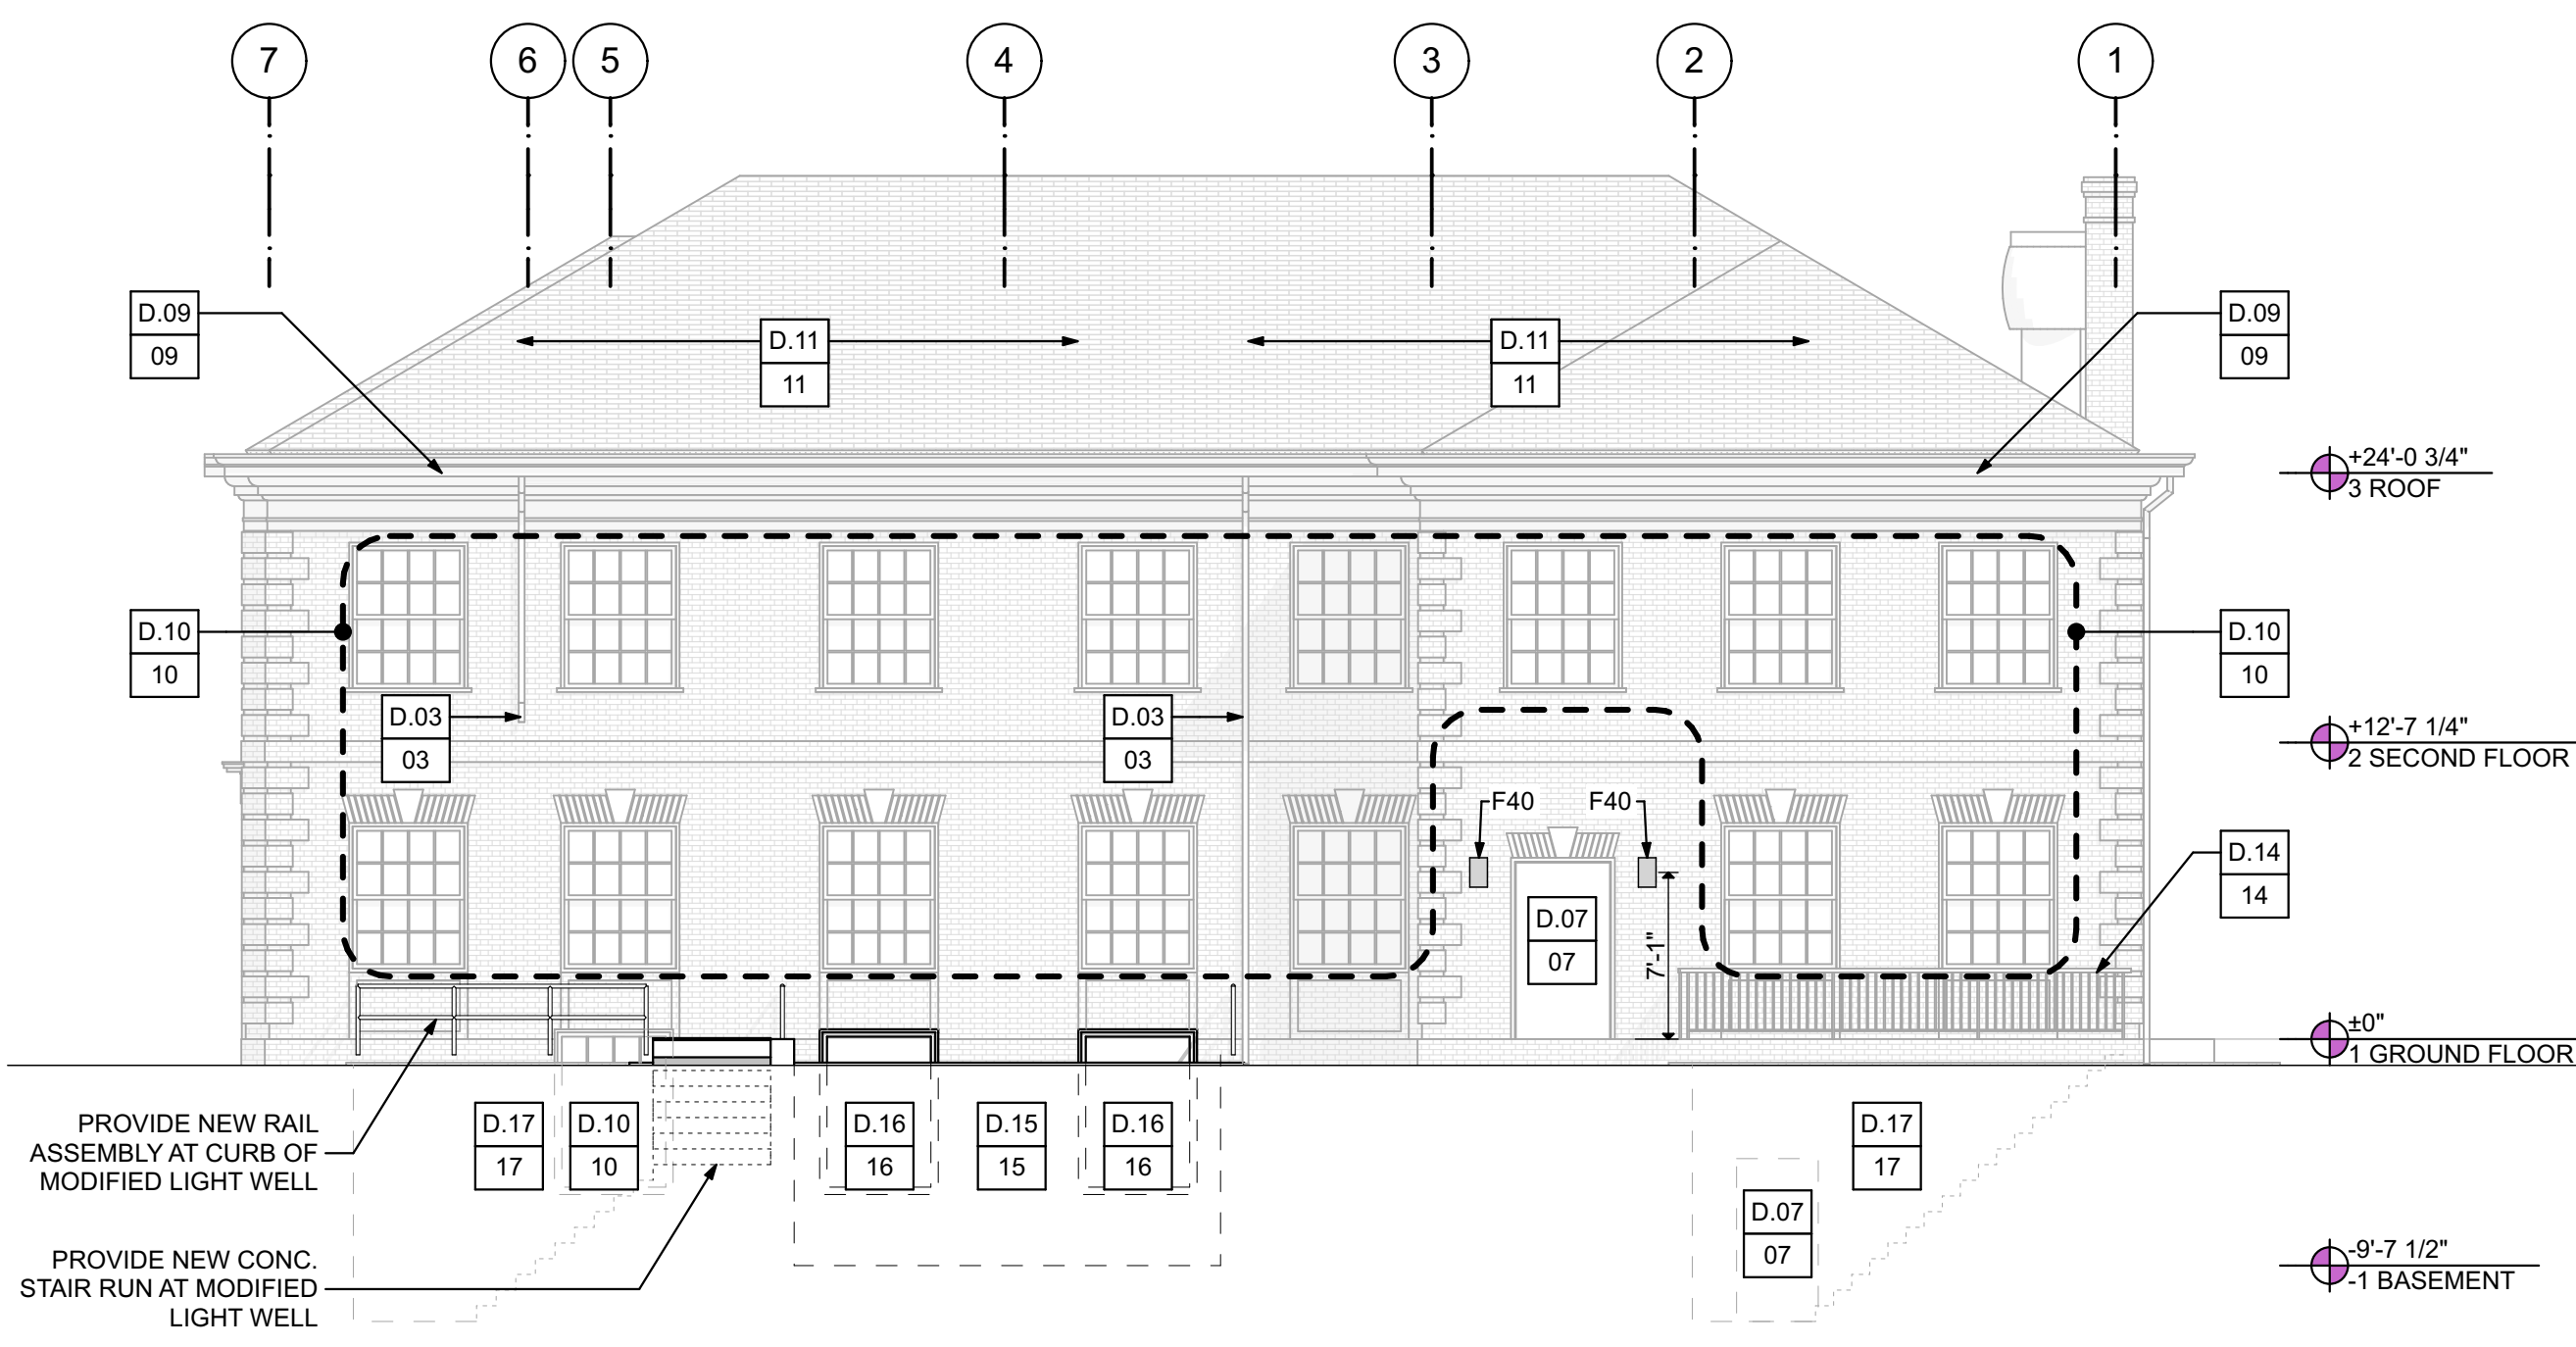 7
6
5
4
3
2
1
D.09
09
D.11
11
D.11
11
D.09
09
+24'-0 3/4"
3 ROOF
D.10
10
D.10
10
D.03
03
D.03
03
+12'-7 1/4"
2 SECOND FLOOR
F40
F40
D.07
07
7'-1"
D.14
14
±0"
1 GROUND FLOOR
PROVIDE NEW RAIL
ASSEMBLY AT CURB OF
MODIFIED LIGHT WELL
D.17
17
D.10
10
D.16
16
D.15
15
D.16
16
D.17
17
D.07
07
PROVIDE NEW CONC.
STAIR RUN AT MODIFIED
LIGHT WELL
-9'-7 1/2"
-1 BASEMENT